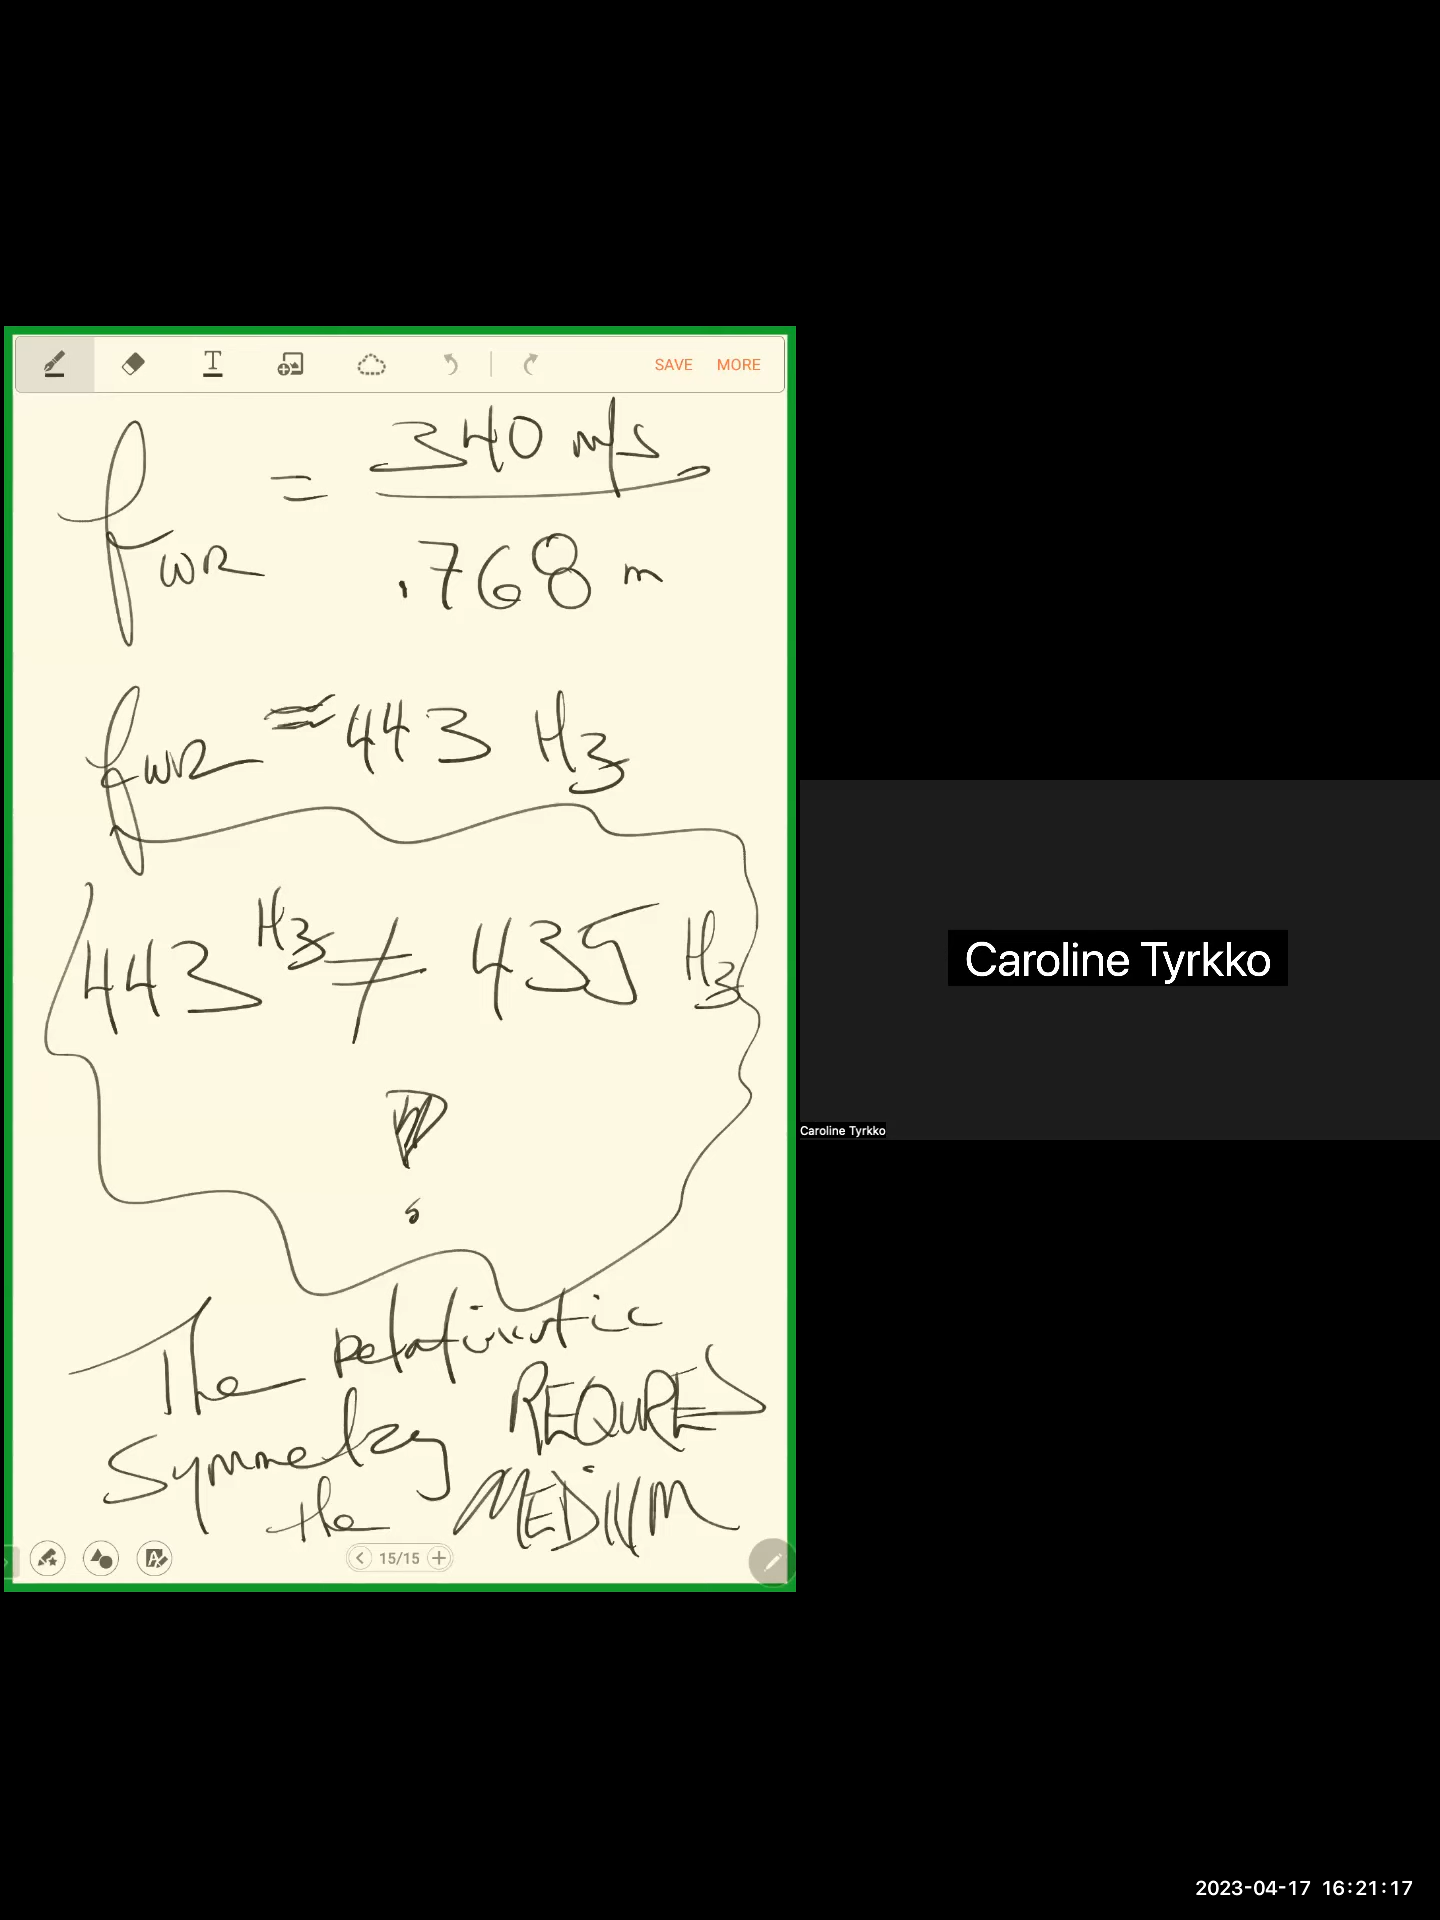 T
SAVE MORE
f_WR = 340 m/s / .768 m
f_WR ≈ 443 Hz
443 Hz ≠ 435 Hz
!
The relativistic
symmetry REQURES
the MEDIUM
15/15
Caroline Tyrkko
Caroline Tyrkko
2023-04-17 16:21:17